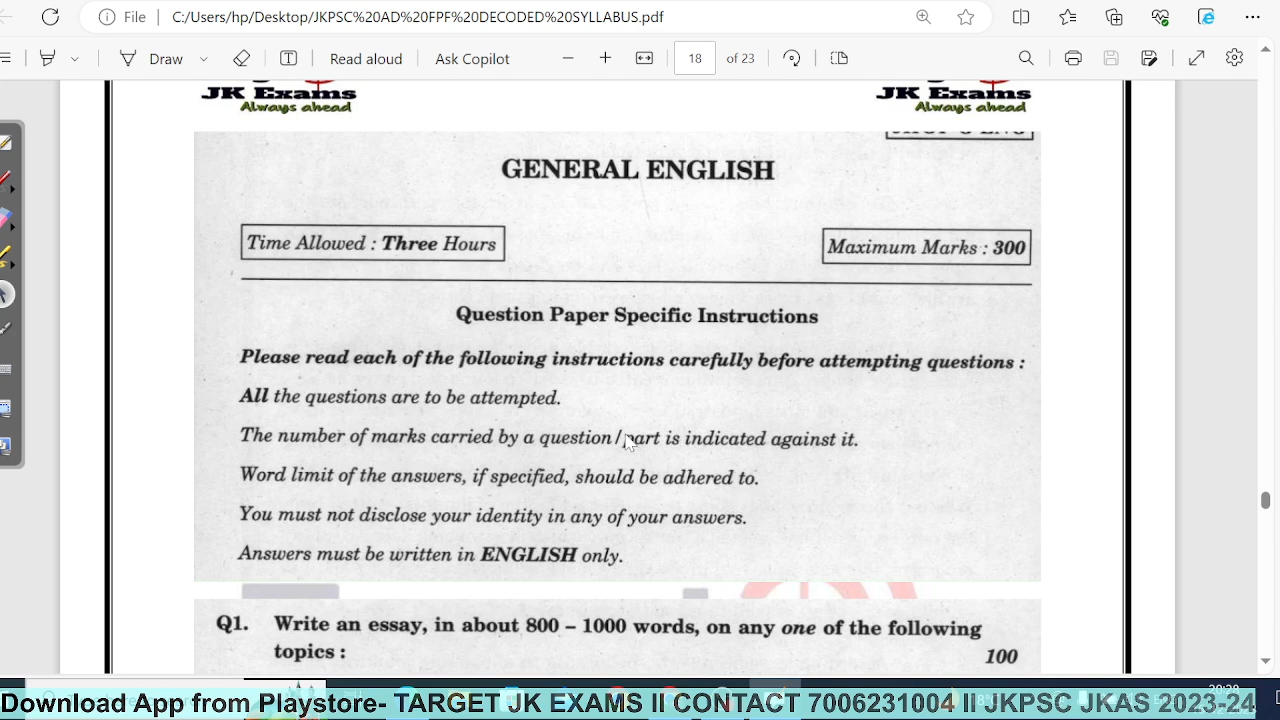 File C:/Users/hp/Desktop/JKPSC%20AD%20FPF%20DECODED%20SYLLABUS.pdf
Draw Read aloud Ask Copilot 18 of 23
JK Exams JK Exams
Always ahead Always ahead
GENERAL ENGLISH
Time Allowed : Three Hours Maximum Marks : 300
Question Paper Specific Instructions
Please read each of the following instructions carefully before attempting questions :
All the questions are to be attempted.
The number of marks carried by a question/part is indicated against it.
Word limit of the answers, if specified, should be adhered to.
You must not disclose your identity in any of your answers.
Answers must be written in ENGLISH only.
Q1. Write an essay, in about 800 – 1000 words, on any one of the following
topics : 100
Download App from Playstore- TARGET JK EXAMS II CONTACT 7006231004 II JKPSC JKAS 2023-24